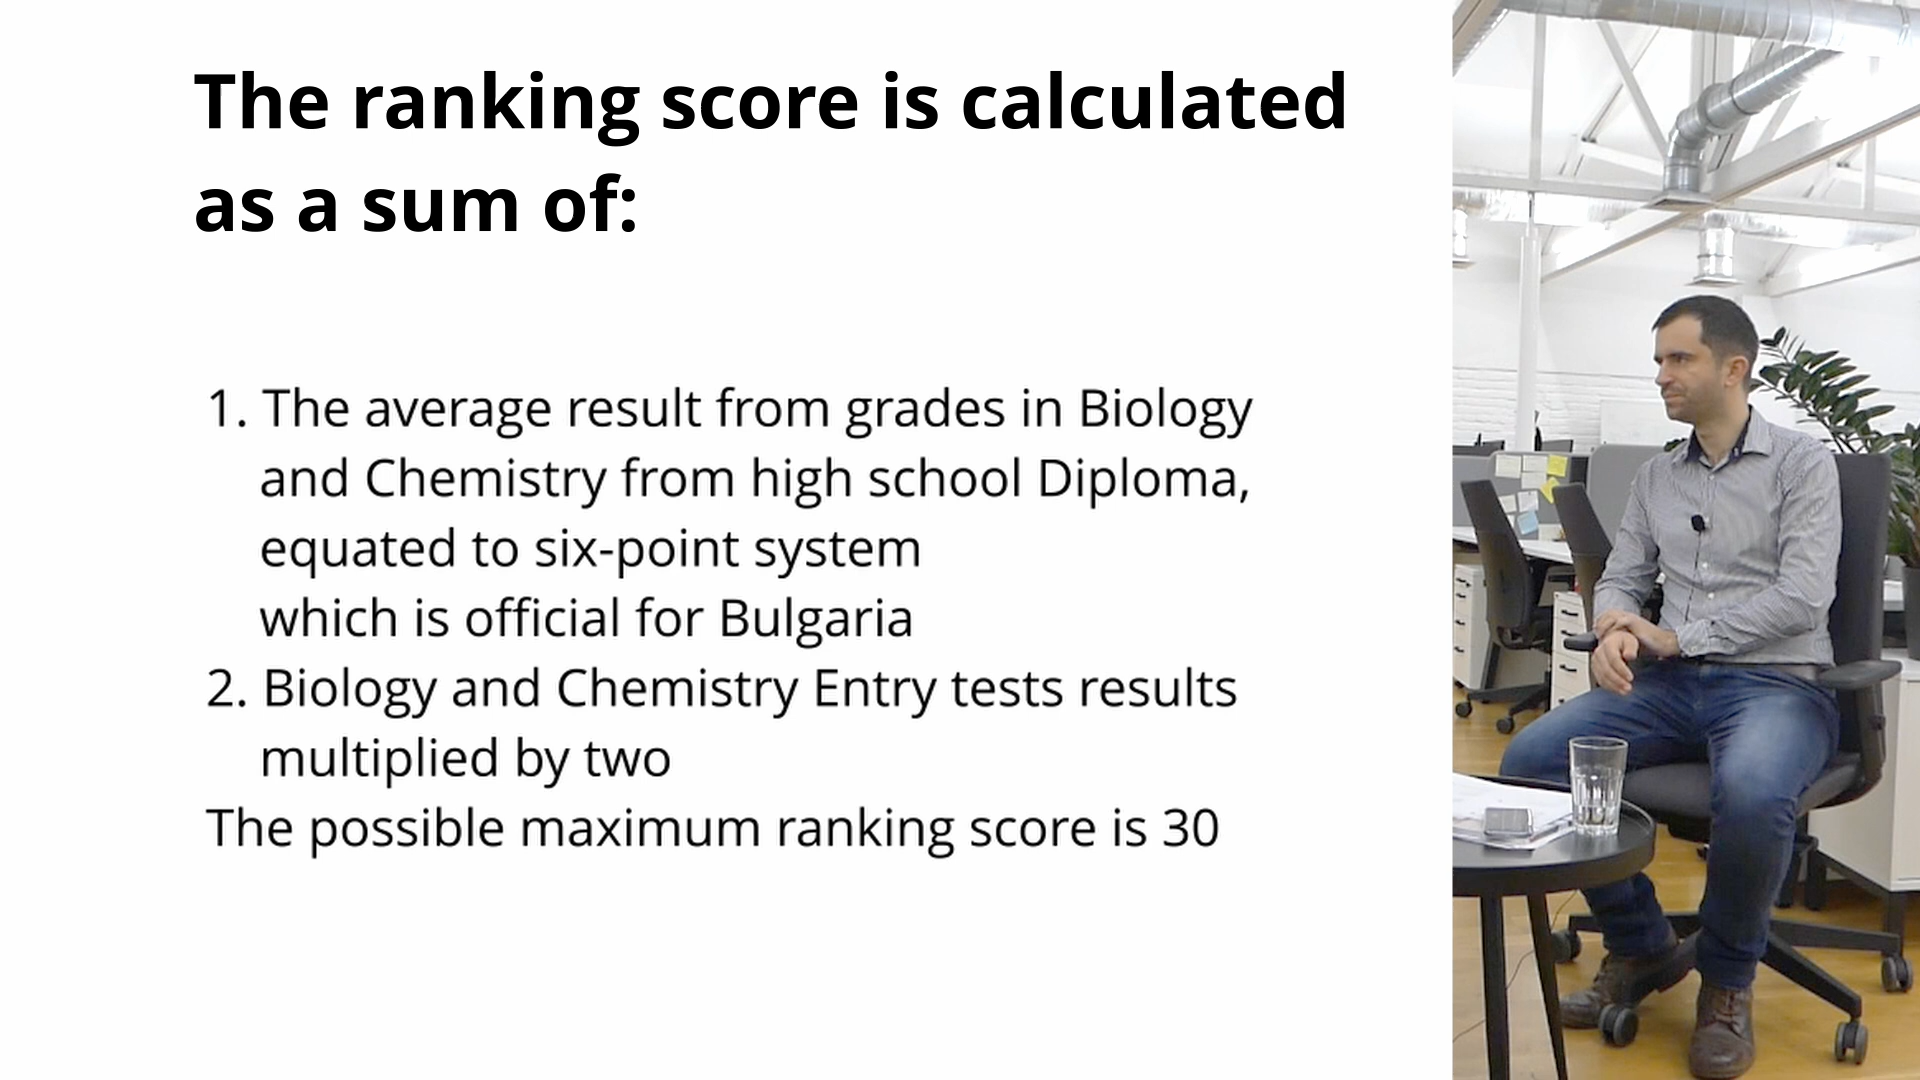 The ranking score is calculated
as a sum of:
1. The average result from grades in Biology
and Chemistry from high school Diploma,
equated to six-point system
which is official for Bulgaria
2. Biology and Chemistry Entry tests results
multiplied by two
The possible maximum ranking score is 30